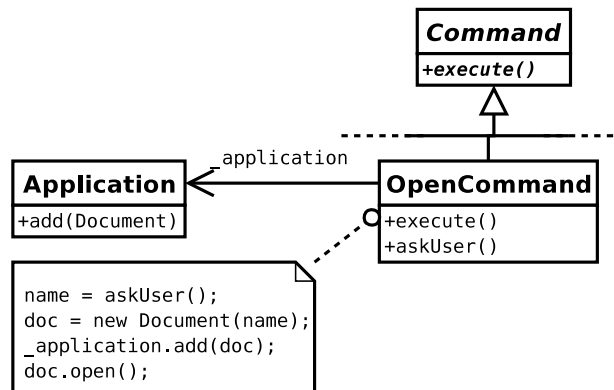 Command
+execute()
_application
Application
+add(Document)
OpenCommand
+execute()
+askUser()
name = askUser();
doc = new Document(name);
_application.add(doc);
doc.open();